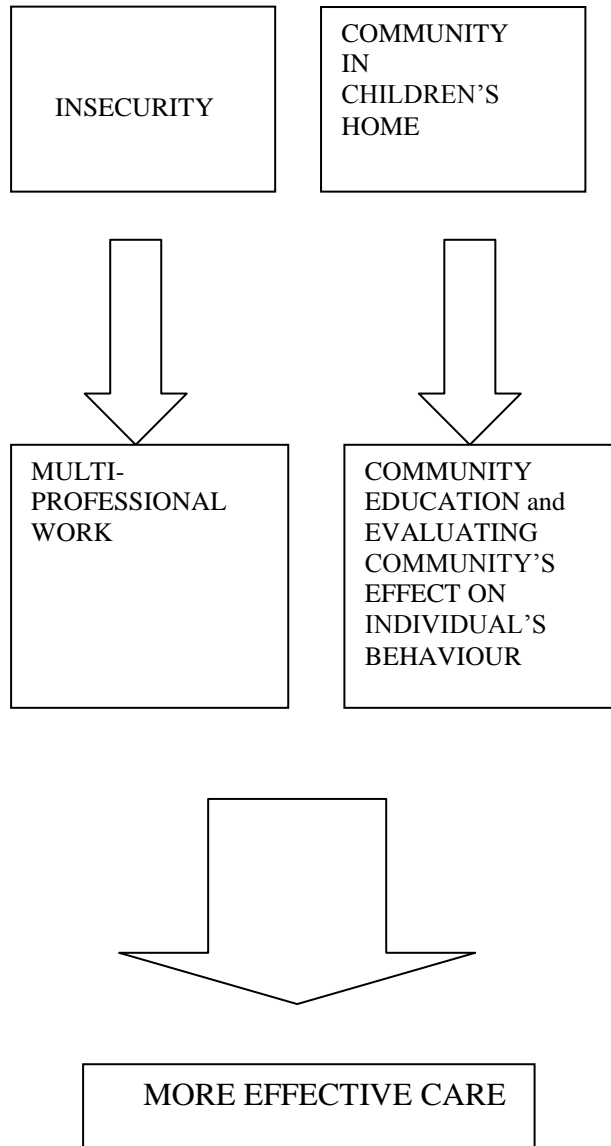 INSECURITY
COMMUNITY
IN
CHILDREN'S
HOME
MULTI-
PROFESSIONAL
WORK
COMMUNITY
EDUCATION and
EVALUATING
COMMUNITY'S
EFFECT ON
INDIVIDUAL'S
BEHAVIOUR
MORE EFFECTIVE CARE